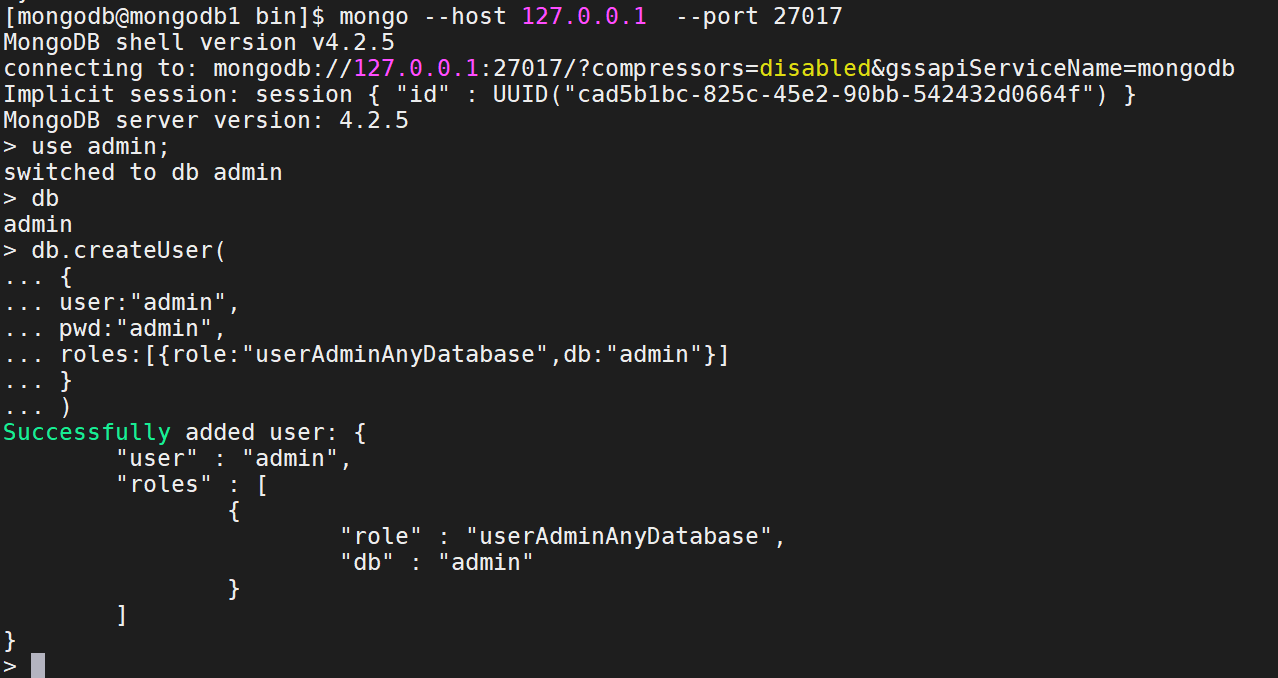 [mongodb@mongodb1 bin]$ mongo --host 127.0.0.1  --port 27017
MongoDB shell version v4.2.5
connecting to: mongodb://127.0.0.1:27017/?compressors=disabled&gssapiServiceName=mongodb
Implicit session: session { "id" : UUID("cad5b1bc-825c-45e2-90bb-542432d0664f") }
MongoDB server version: 4.2.5
> use admin;
switched to db admin
> db
admin
> db.createUser(
... {
... user:"admin",
... pwd:"admin",
... roles:[{role:"userAdminAnyDatabase",db:"admin"}]
... }
... )
Successfully added user: {
        "user" : "admin",
        "roles" : [
                {
                        "role" : "userAdminAnyDatabase",
                        "db" : "admin"
                }
        ]
}
>